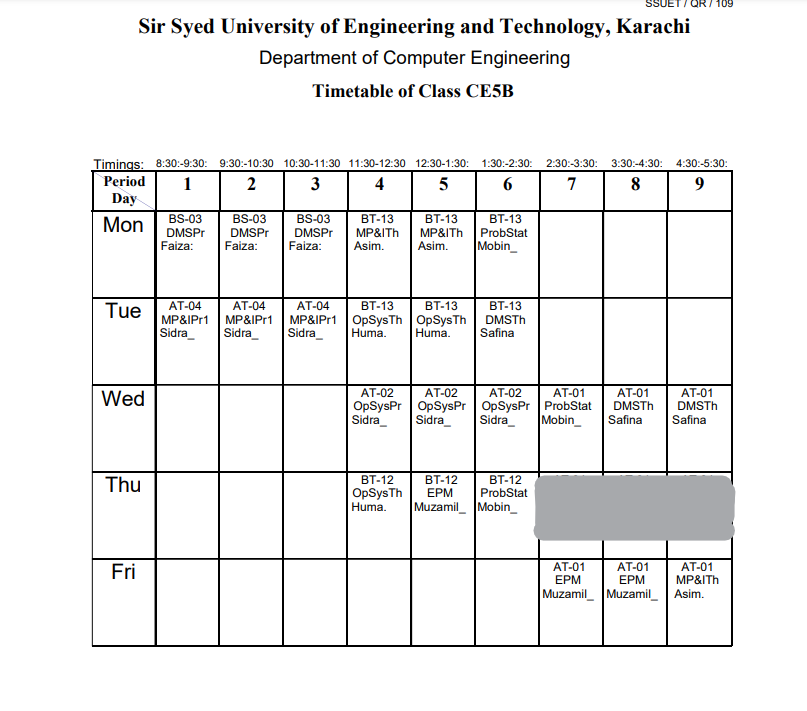 SSUET / QR / 109
Sir Syed University of Engineering and Technology, Karachi
Department of Computer Engineering
Timetable of Class CE5B
Timings: 8:30:-9:30: 9:30:-10:30 10:30-11:30 11:30-12:30 12:30-1:30: 1:30:-2:30: 2:30:-3:30: 3:30:-4:30: 4:30:-5:30:
Period
Day 1 2 3 4 5 6 7 8 9
Mon BS-03 BS-03 BS-03 BT-13 BT-13 BT-13
DMSPr DMSPr DMSPr MP&ITh MP&ITh ProbStat
Faiza: Faiza: Faiza: Asim. Asim. Mobin_
Tue AT-04 AT-04 AT-04 BT-13 BT-13 BT-13
MP&IPr1 MP&IPr1 MP&IPr1 OpSysTh OpSysTh DMSTh
Sidra_ Sidra_ Sidra_ Huma. Huma. Safina
Wed AT-02 AT-02 AT-02 AT-01 AT-01 AT-01
OpSysPr OpSysPr OpSysPr ProbStat DMSTh DMSTh
Sidra_ Sidra_ Sidra_ Mobin_ Safina Safina
Thu BT-12 BT-12 BT-12
OpSysTh EPM ProbStat
Huma. Muzamil_ Mobin_
Fri AT-01 AT-01 AT-01
EPM EPM MP&ITh
Muzamil_ Muzamil_ Asim.